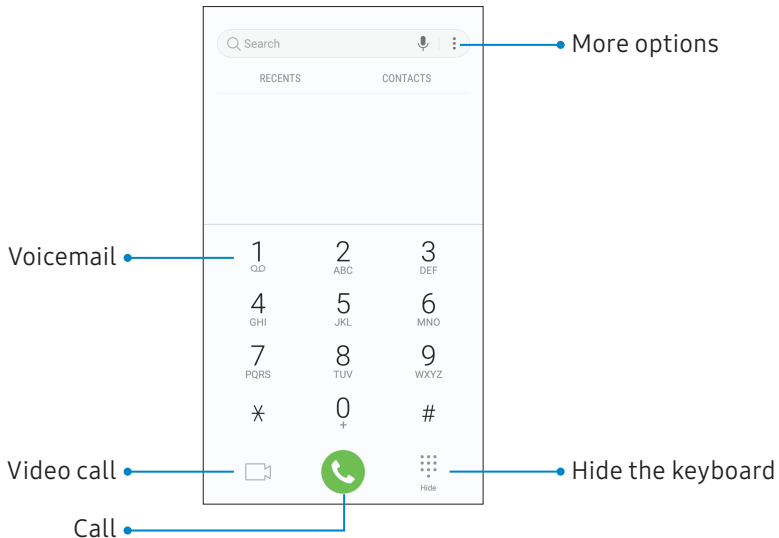 Search
More options
RECENTS CONTACTS
Voicemail
1 2 3
ABC DEF
4 5 6
GHI JKL MNO
7 8 9
PQRS TUV WXYZ
* 0 #
+
Video call
Hide the keyboard
Hide
Call